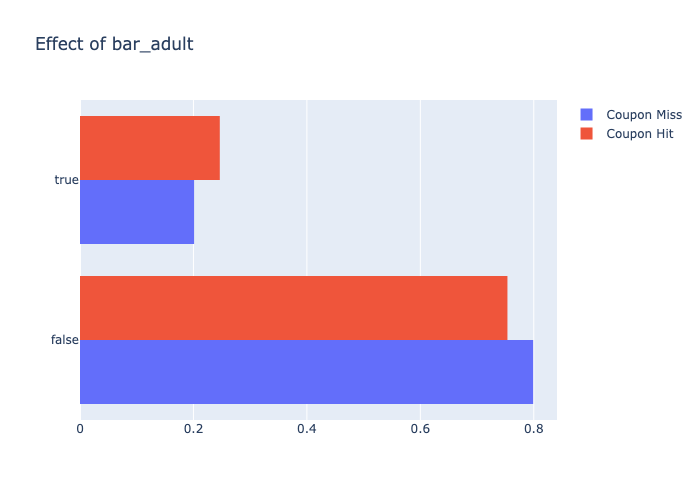 Effect of bar_adult
Coupon Miss
Coupon Hit
true
false
0
0.2
0.4
0.6
0.8